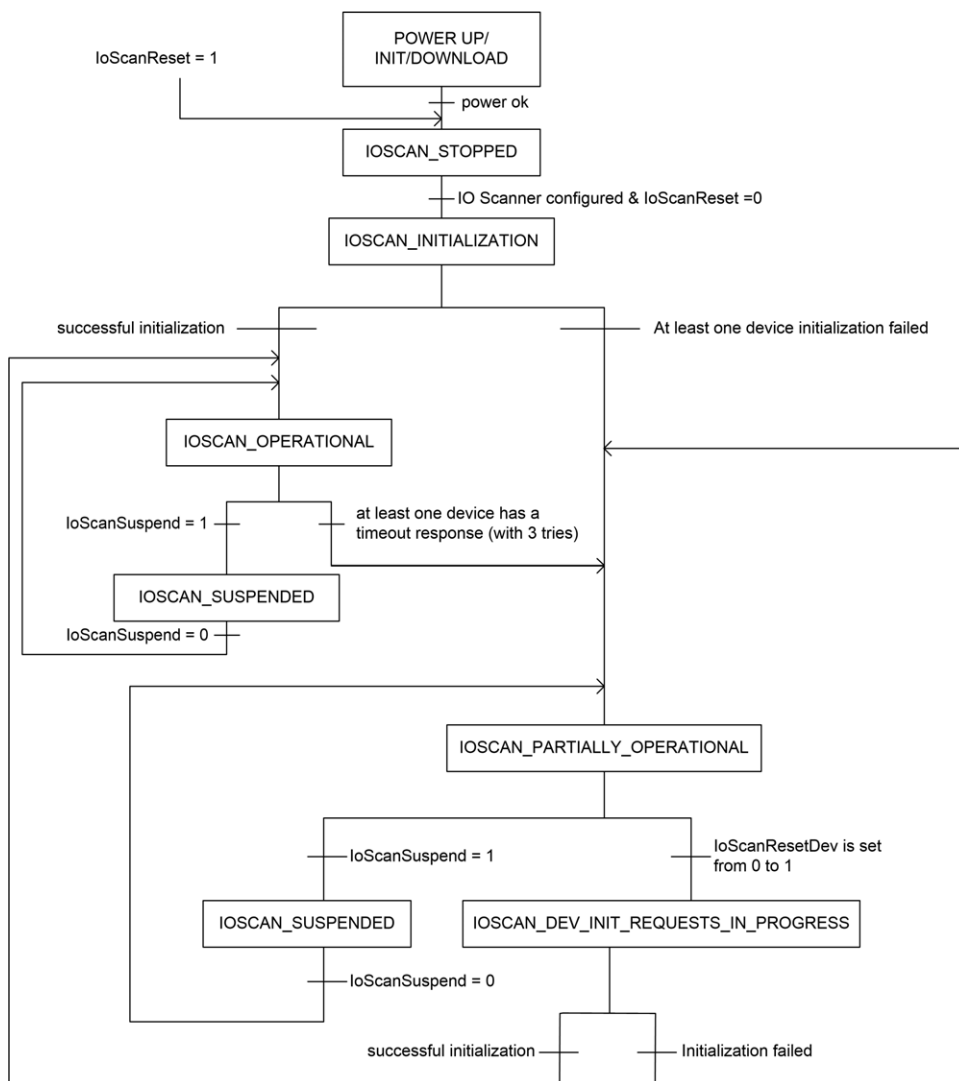 POWER UP/
INIT/DOWNLOAD
IoScanReset = 1
power ok
IOSCAN_STOPPED
IO Scanner configured & IoScanReset =0
IOSCAN_INITIALIZATION
successful initialization
At least one device initialization failed
IOSCAN_OPERATIONAL
IoScanSuspend = 1
at least one device has a
timeout response (with 3 tries)
IOSCAN_SUSPENDED
IoScanSuspend = 0
IOSCAN_PARTIALLY_OPERATIONAL
IoScanSuspend = 1
IoScanResetDev is set
from 0 to 1
IOSCAN_SUSPENDED
IOSCAN_DEV_INIT_REQUESTS_IN_PROGRESS
IoScanSuspend = 0
successful initialization
Initialization failed